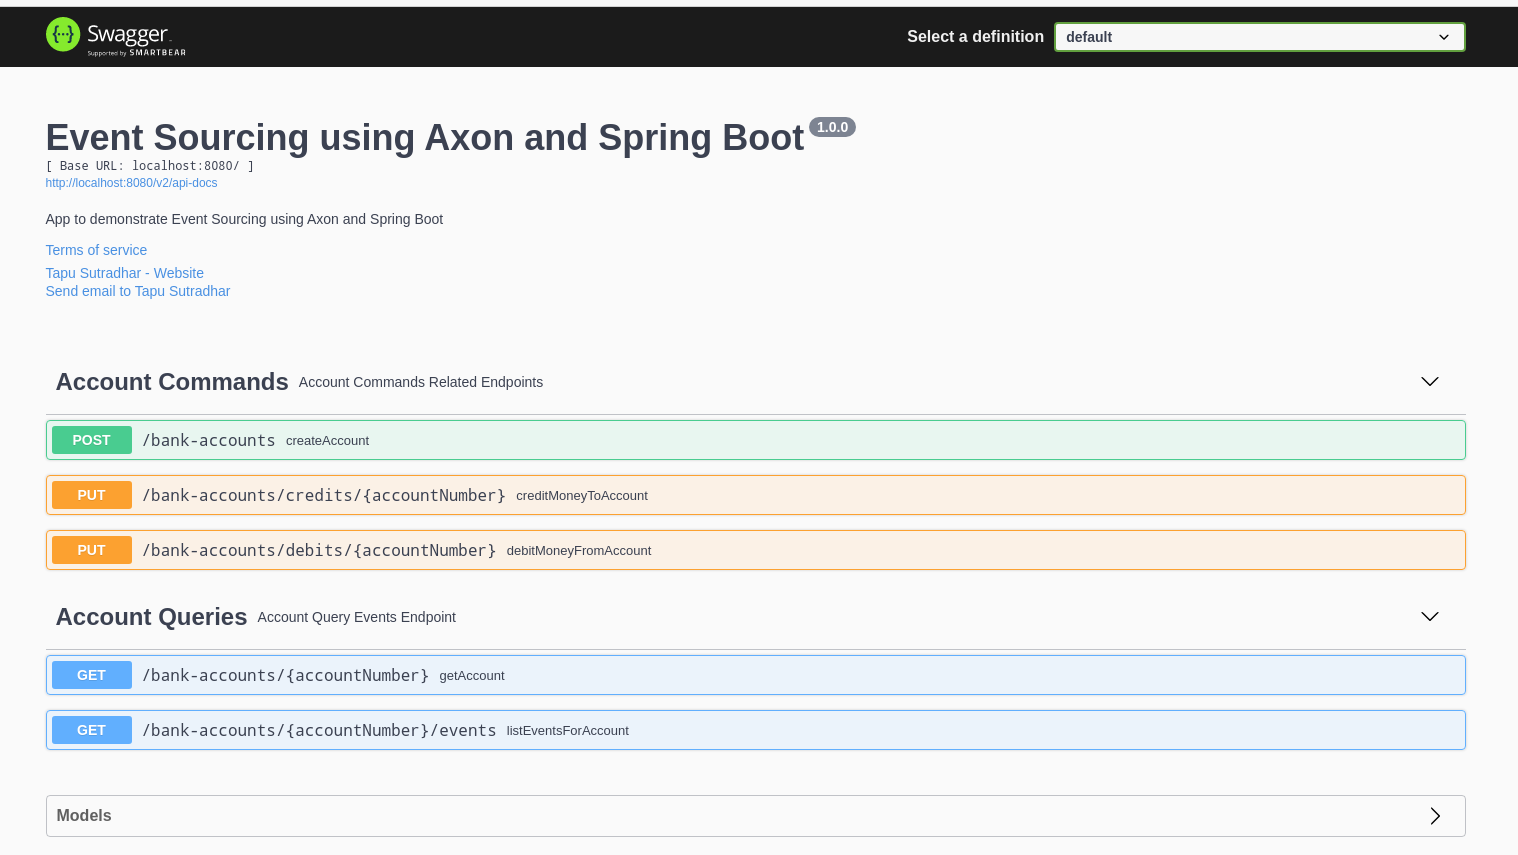 Swagger
Supported by SMARTBEAR
Select a definition
default
Event Sourcing using Axon and Spring Boot 1.0.0
[ Base URL: localhost:8080/ ]
http://localhost:8080/v2/api-docs
App to demonstrate Event Sourcing using Axon and Spring Boot
Terms of service
Tapu Sutradhar - Website
Send email to Tapu Sutradhar
Account Commands Account Commands Related Endpoints
POST /bank-accounts createAccount
PUT /bank-accounts/credits/{accountNumber} creditMoneyToAccount
PUT /bank-accounts/debits/{accountNumber} debitMoneyFromAccount
Account Queries Account Query Events Endpoint
GET /bank-accounts/{accountNumber} getAccount
GET /bank-accounts/{accountNumber}/events listEventsForAccount
Models